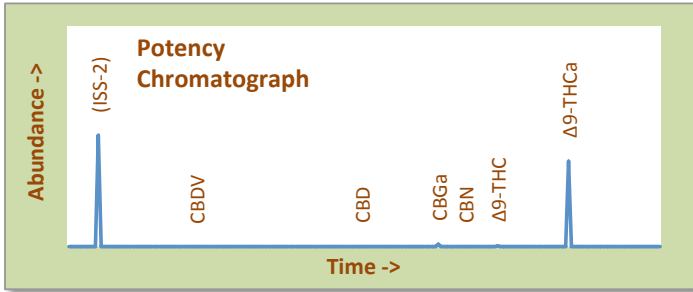 Potency
Chromatograph
Abundance ->
(ISS-2)
CBDV
CBD
CBGa
CBN
Δ9-THC
Δ9-THCa
Time ->